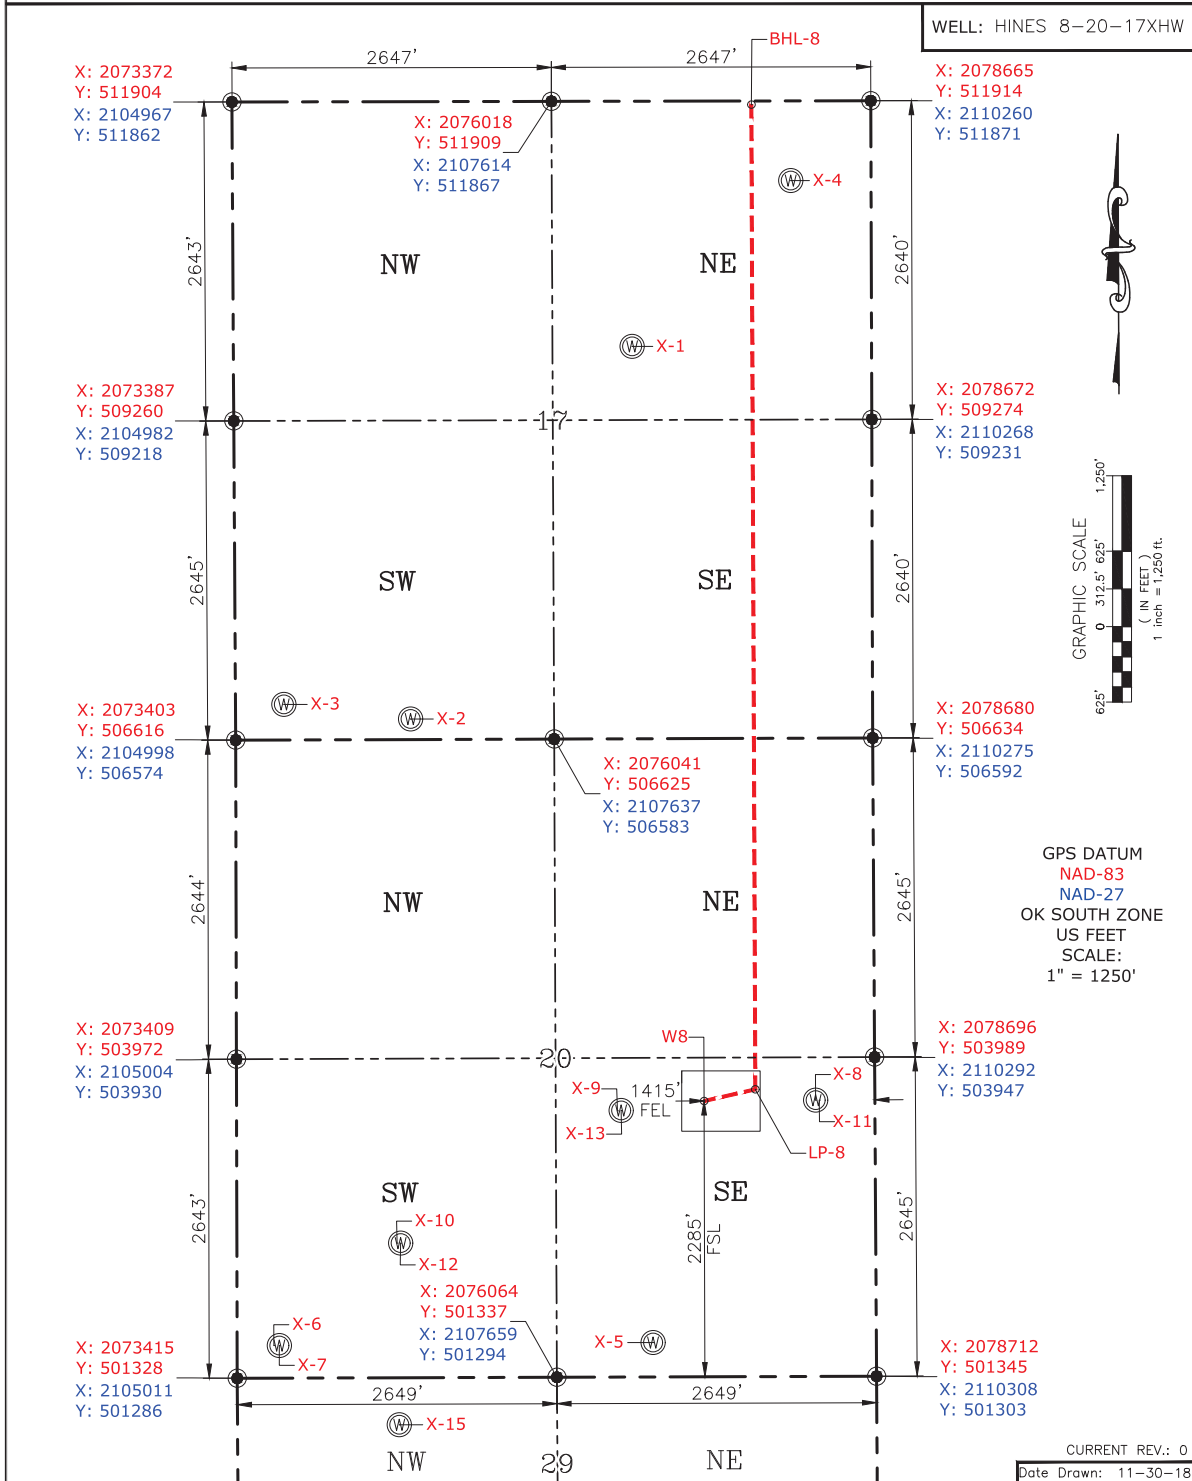 WELL: HINES 8-20-17XHW
BHL-8
2647'
2647'
X: 2073372
Y: 511904
X: 2104967
Y: 511862
X: 2076018
Y: 511909
X: 2107614
Y: 511867
X: 2078665
Y: 511914
X: 2110260
Y: 511871
X-4
2643'
NW
NE
2640'
X-1
X: 2073387
Y: 509260
X: 2104982
Y: 509218
17
X: 2078672
Y: 509274
X: 2110268
Y: 509231
2645'
SW
SE
2640'
GRAPHIC SCALE
1,250'
625'
312.5'
0
625'
( IN FEET )
1 inch = 1,250 ft.
X-3
X-2
X: 2073403
Y: 506616
X: 2104998
Y: 506574
X: 2076041
Y: 506625
X: 2107637
Y: 506583
X: 2078680
Y: 506634
X: 2110275
Y: 506592
2644'
NW
NE
2645'
GPS DATUM
NAD-83
NAD-27
OK SOUTH ZONE
US FEET
SCALE:
1" = 1250'
X: 2073409
Y: 503972
X: 2105004
Y: 503930
20
W8
X: 2078696
Y: 503989
X: 2110292
Y: 503947
X-9
1415'
FEL
X-8
X-13
X-11
LP-8
2643'
SW
SE
2285'
FSL
2645'
X-10
X-12
X: 2076064
Y: 501337
X: 2107659
Y: 501294
X-6
X-7
X-5
X: 2073415
Y: 501328
X: 2105011
Y: 501286
X: 2078712
Y: 501345
X: 2110308
Y: 501303
2649'
2649'
X-15
NW
29
NE
CURRENT REV.: 0
Date Drawn: 11-30-18
W
W
W
W
W
W
W
W
W
W